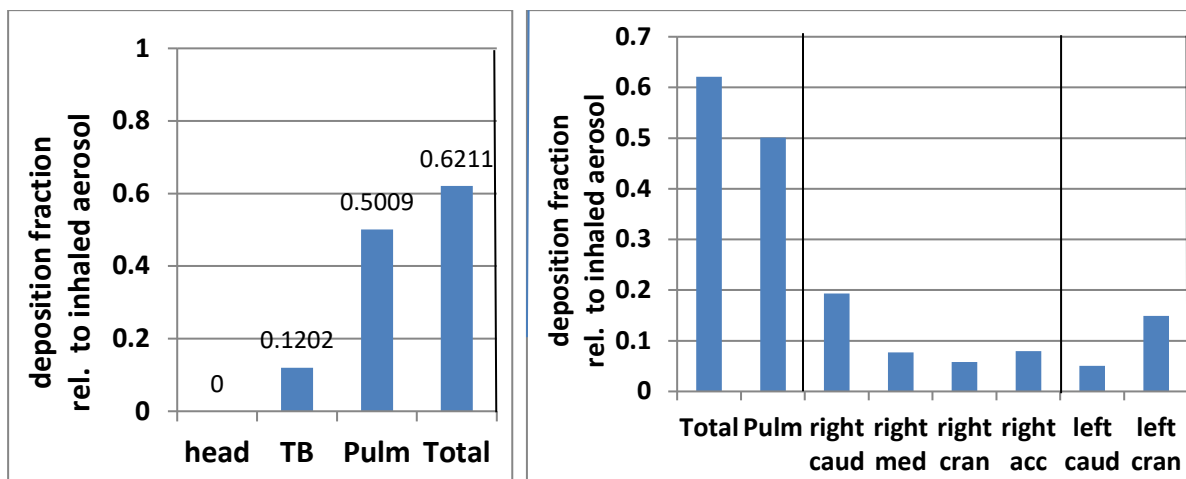 deposition fraction
rel. to inhaled aerosol
1
0.8
0.6
0.4
0.2
0
0
0.1202
0.5009
0.6211
head TB Pulm Total
deposition fraction
rel. to inhaled aerosol
0.7
0.6
0.5
0.4
0.3
0.2
0.1
0
Total Pulm right right right right left left
caud med cran acc caud cran